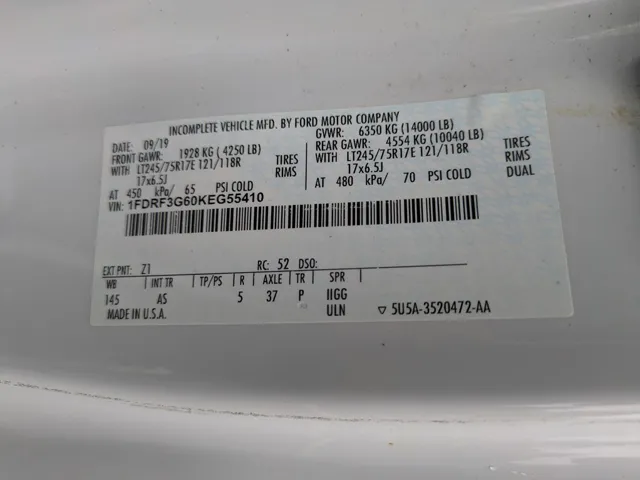 INCOMPLETE VEHICLE MFD. BY FORD MOTOR COMPANY
DATE: 09/19 GVWR: 6350 KG (14000 LB)
FRONT GAWR: 1928 KG ( 4250 LB) REAR GAWR: 4554 KG (10040 LB)
WITH LT245/75R17E 121/118R TIRES WITH LT245/75R17E 121/118R TIRES
17x6.5J RIMS 17x6.5J RIMS
AT 450 kPa/ 65 PSI COLD AT 480 kPa/ 70 PSI COLD DUAL
VIN: 1FDRF3G60KEG55410
EXT PNT: Z1 RC: 52 DSO:
WB INT TR TP/PS R AXLE TR SPR
145 AS 5 37 P IIGG
MADE IN U.S.A. ULN ▽ 5U5A-3520472-AA